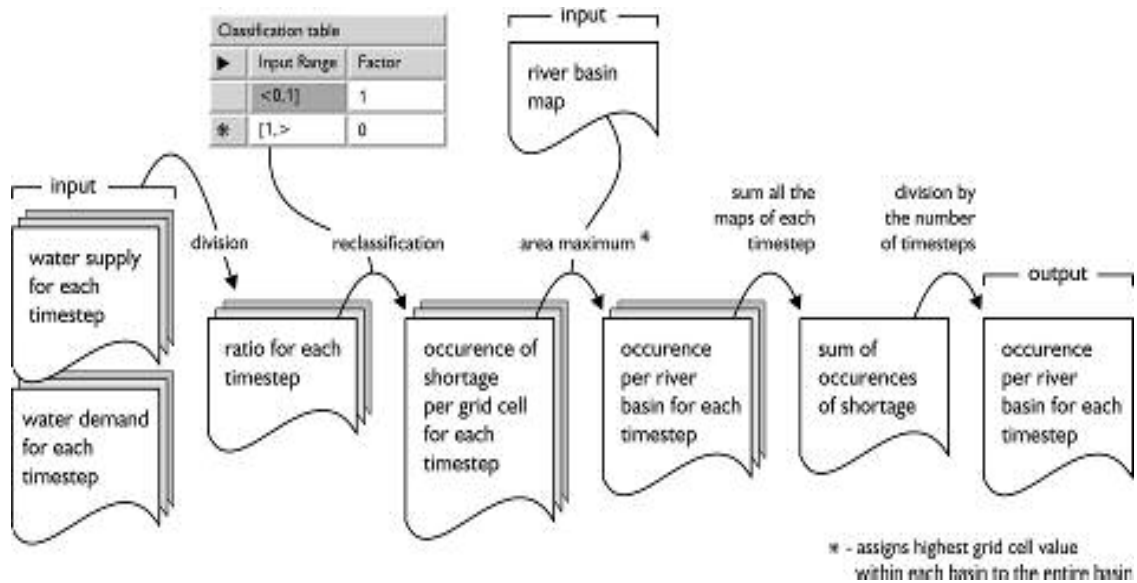 Classification table
Input Range Factor
<0,1] 1
* [1,> 0
input
river basin
map
input
water supply
for each
timestep
water demand
for each
timestep
division
ratio for each
timestep
reclassification
occurence of
shortage
per grid cell
for each
timestep
area maximum *
occurence
per river
basin for each
timestep
sum all the
maps of each
timestep
sum of
occurences
of shortage
division by
the number
of timesteps
output
occurence
per river
basin for each
timestep
* - assigns highest grid cell value
within each basin to the entire basin